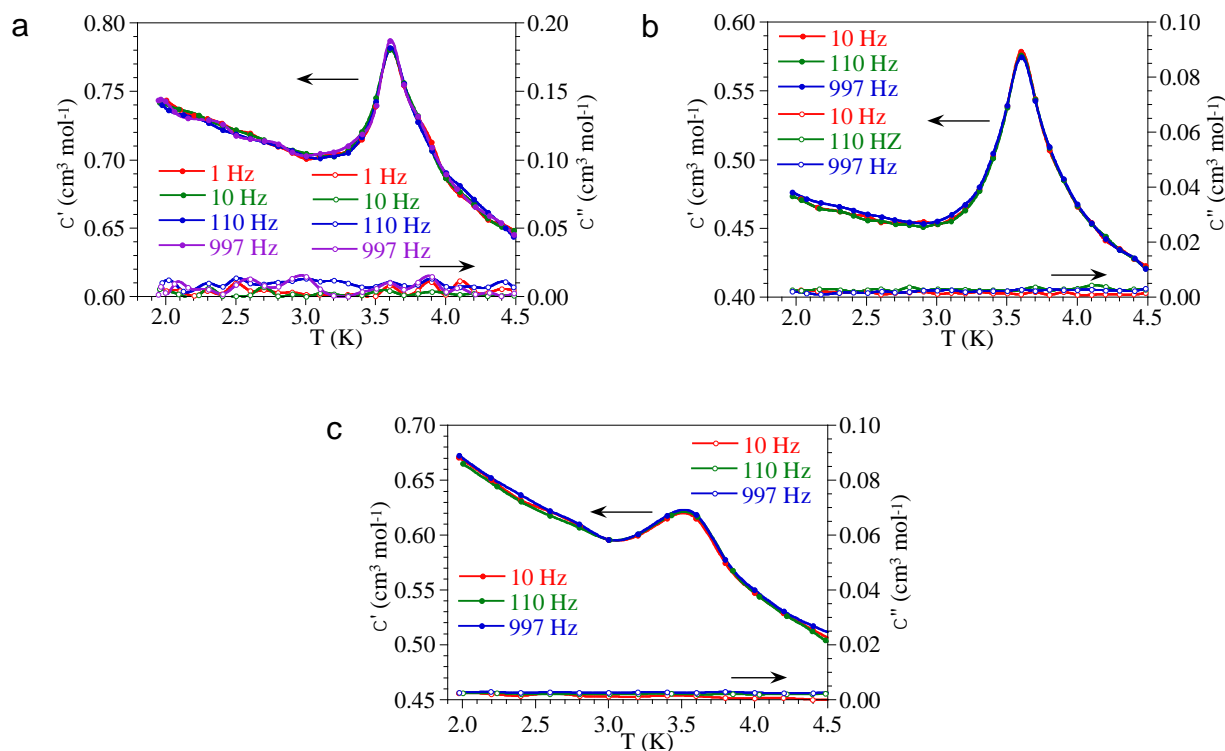 a
0.80
0.75
0.70
0.65
0.60
C' (cm³ mol⁻¹)
0.20
0.15
0.10
0.05
0.00
C" (cm³ mol⁻¹)
1 Hz
10 Hz
110 Hz
997 Hz
1 Hz
10 Hz
110 Hz
997 Hz
2.0 2.5 3.0 3.5 4.0 4.5
T (K)
b
0.60
0.55
0.50
0.45
0.40
C' (cm³ mol⁻¹)
0.10
0.08
0.06
0.04
0.02
0.00
C" (cm³ mol⁻¹)
10 Hz
110 Hz
997 Hz
10 Hz
110 HZ
997 Hz
2.0 2.5 3.0 3.5 4.0 4.5
T (K)
c
0.70
0.65
0.60
0.55
0.50
0.45
C' (cm³ mol⁻¹)
0.10
0.08
0.06
0.04
0.02
0.00
C" (cm³ mol⁻¹)
10 Hz
110 Hz
997 Hz
10 Hz
110 Hz
997 Hz
2.0 2.5 3.0 3.5 4.0 4.5
T (K)